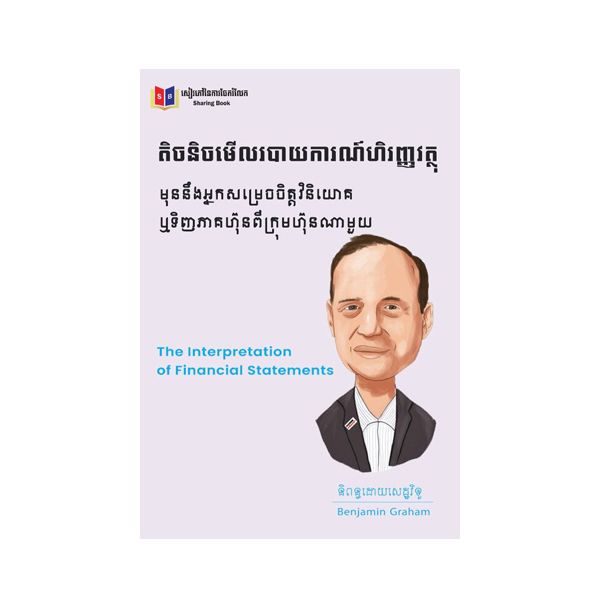 សៀវភៅនៃការចែករំលែក
S B
Sharing Book
តិចនិចមើលរបាយការណ៍ហិរញ្ញវត្ថុ
មុននឹងអ្នកសម្រេចចិត្តវិនិយោគ
ឬទិញភាគហ៊ុនពីក្រុមហ៊ុនណាមួយ
The Interpretation
of Financial Statements
និពន្ធដោយសេដ្ឋវិទូ
Benjamin Graham